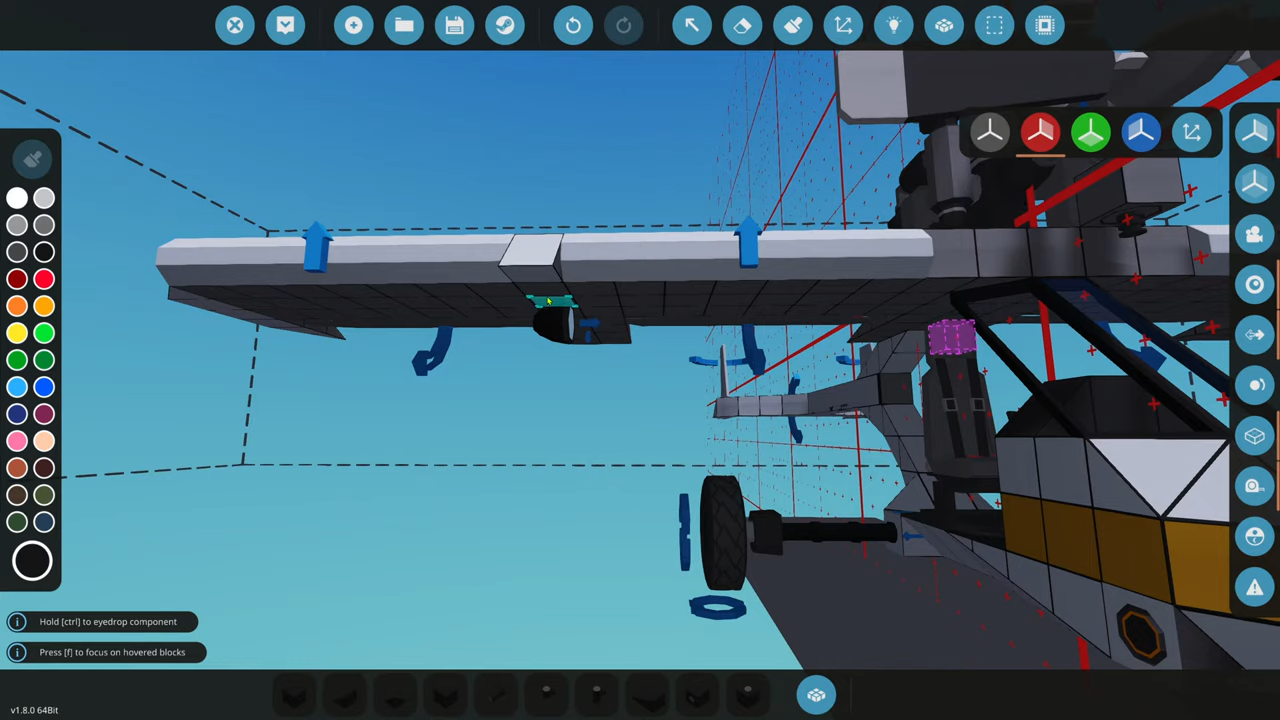 Hold [ctrl] to eyedrop component
Press [f] to focus on hovered blocks
v1.8.0 64Bit